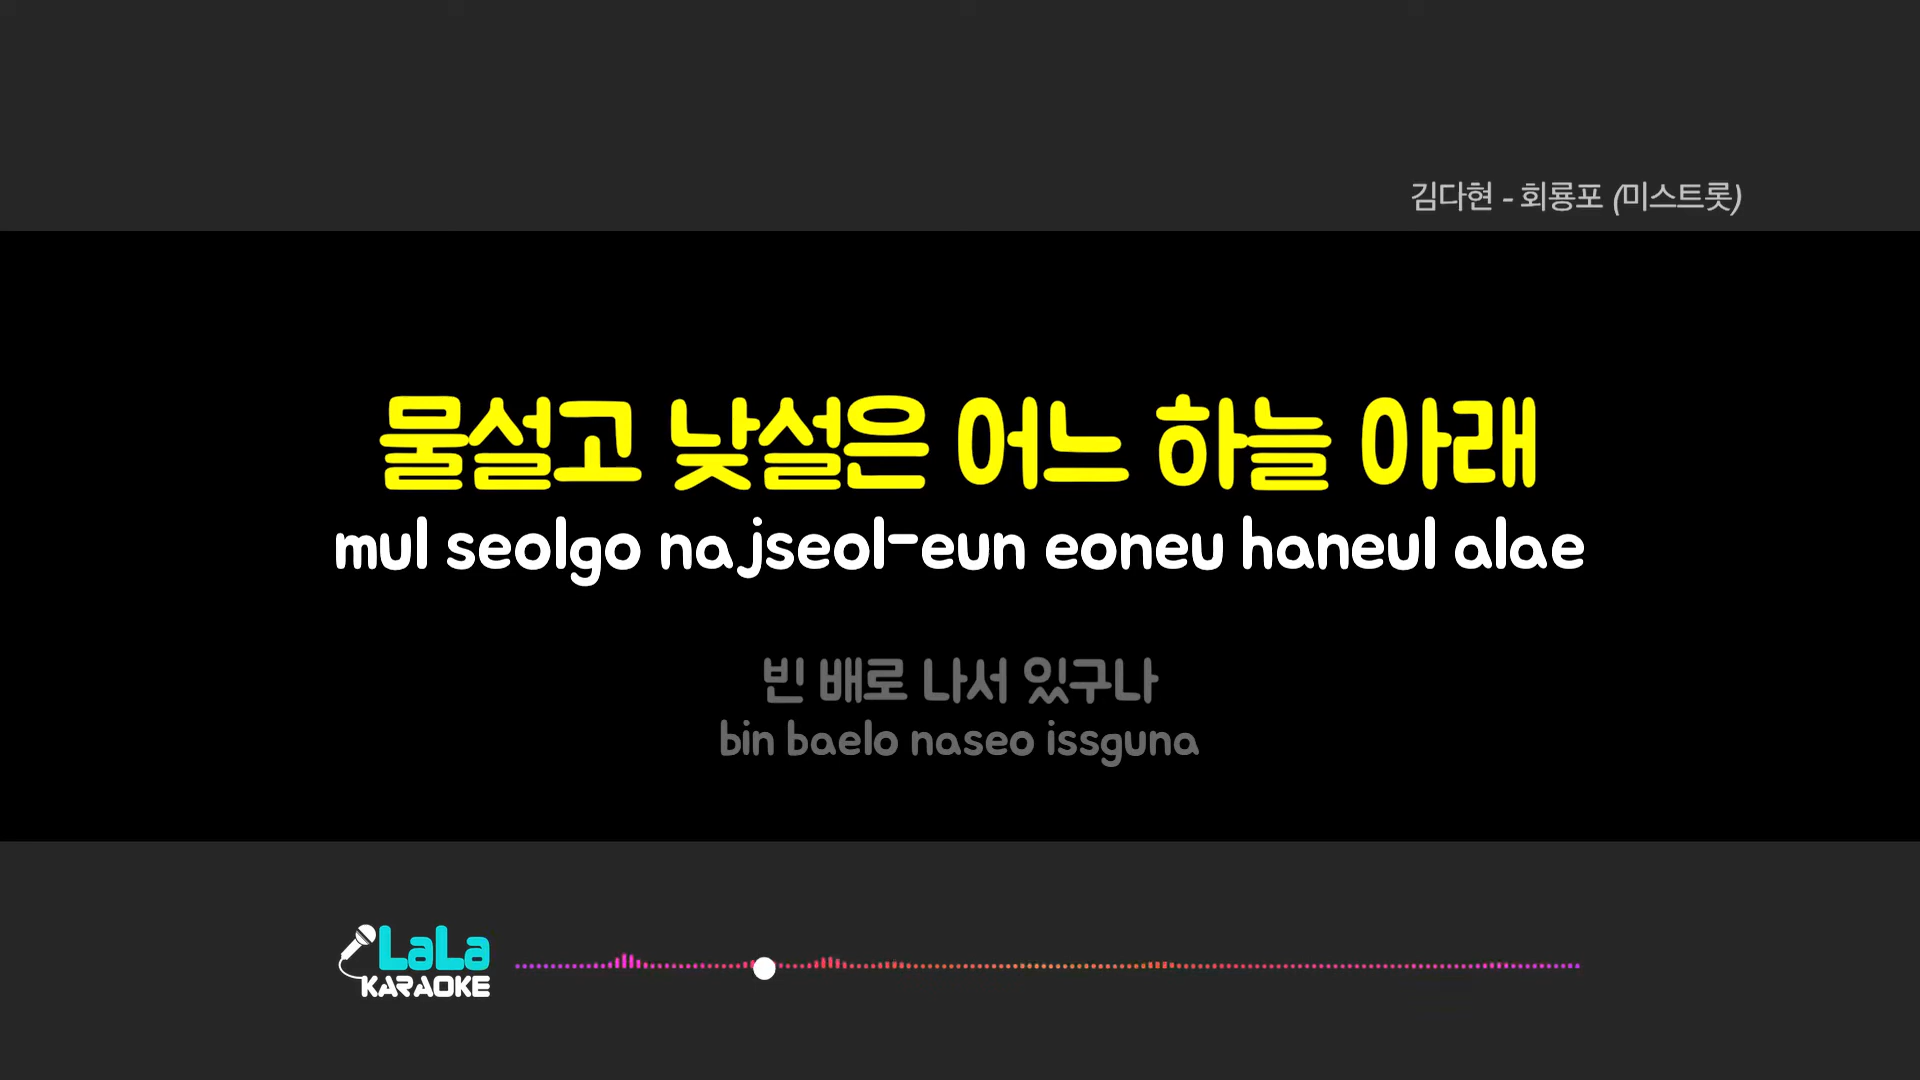 김다현 - 회룡포 (미스트롯)
물설고 낯설은 어느 하늘 아래
mul seolgo najseol-eun eoneu haneul alae
빈 배로 나서 있구나
bin baelo naseo issguna
LaLa
KARAOKE